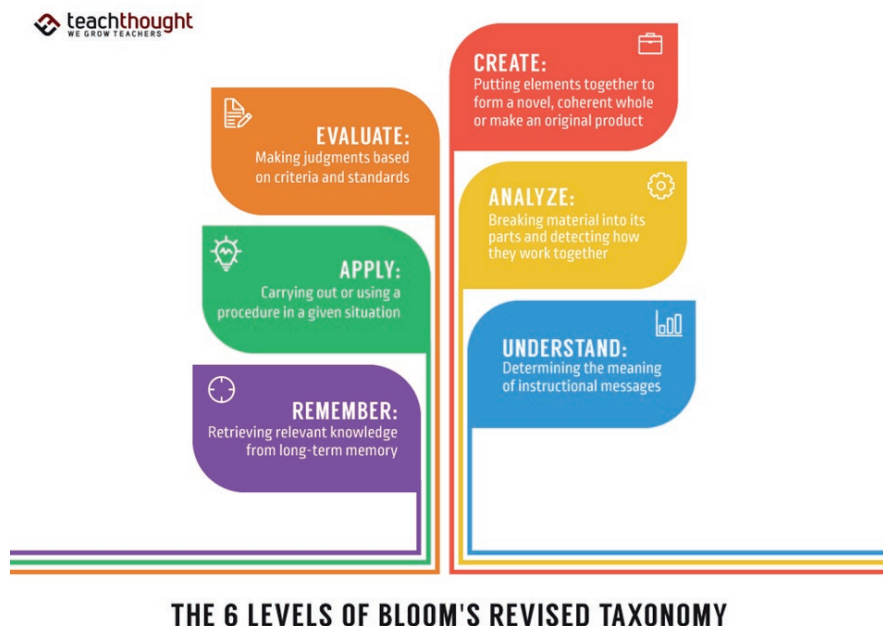 teachthought
WE GROW TEACHERS
CREATE:
Putting elements together to
form a novel, coherent whole
or make an original product
EVALUATE:
Making judgments based
on criteria and standards
ANALYZE:
Breaking material into its
parts and detecting how
they work together
APPLY:
Carrying out or using a
procedure in a given situation
UNDERSTAND:
Determining the meaning
of instructional messages
REMEMBER:
Retrieving relevant knowledge
from long-term memory
THE 6 LEVELS OF BLOOM'S REVISED TAXONOMY